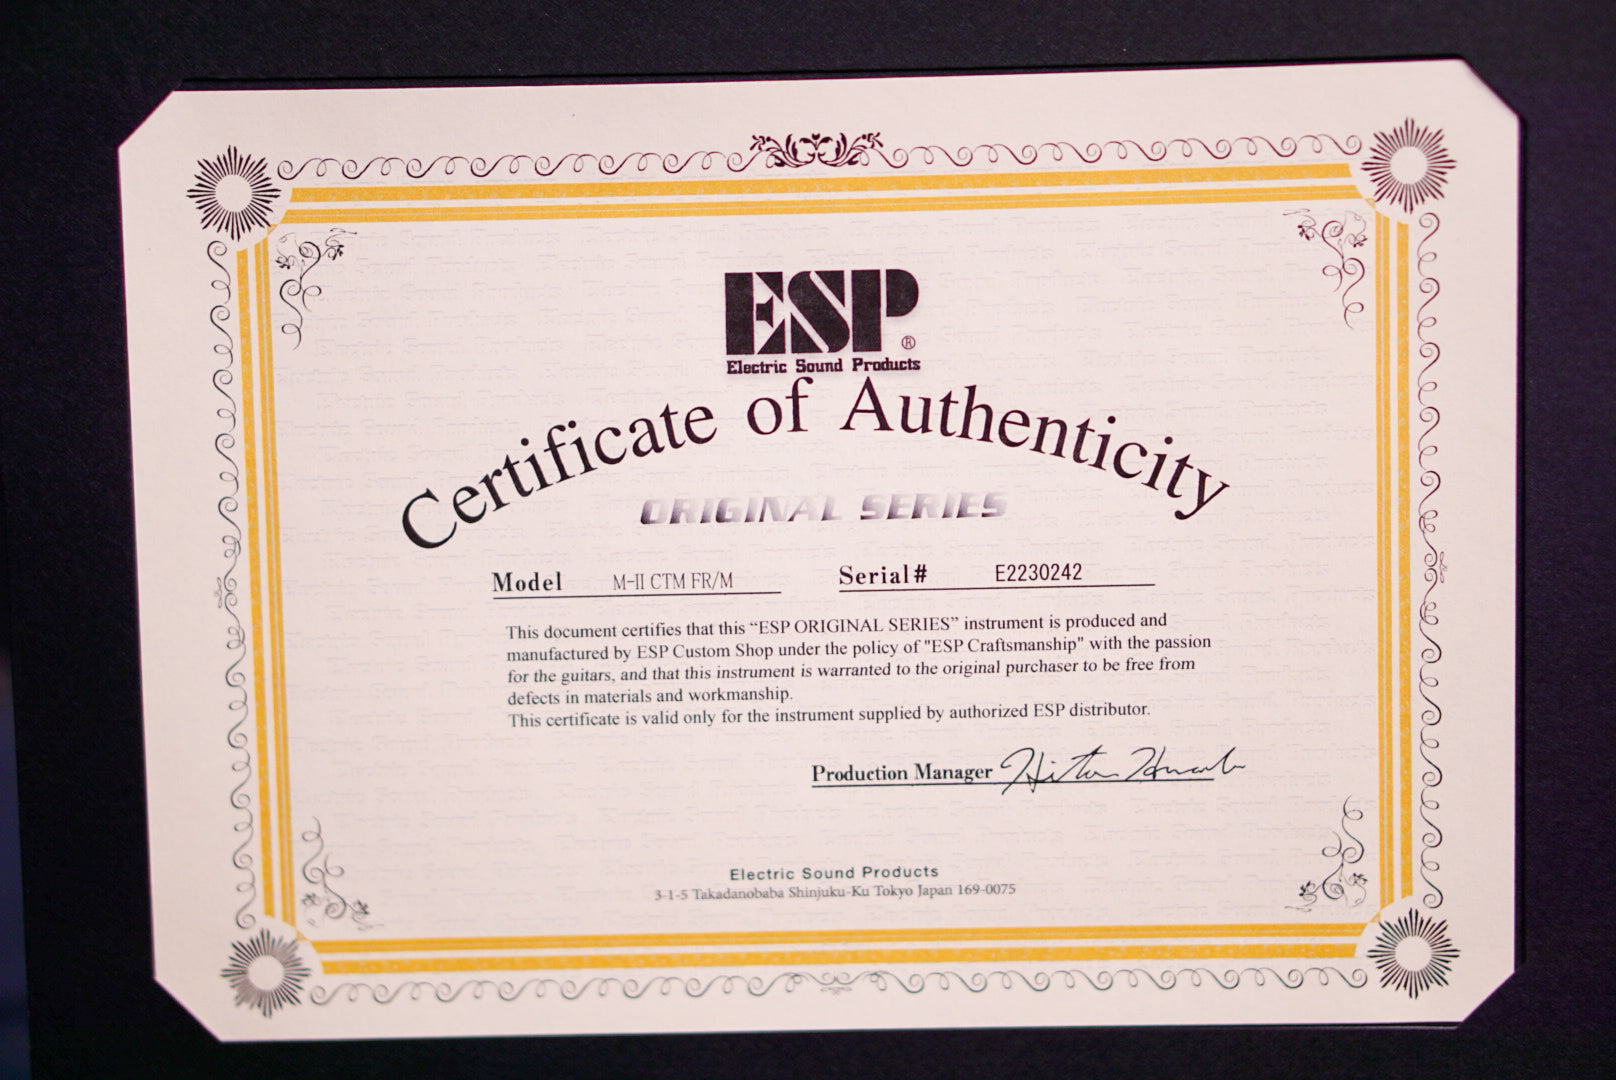 ESP®
Electric Sound Products
Certificate of Authenticity
ORIGINAL SERIES
Model M-II CTM FR/M Serial# E2230242
This document certifies that this “ESP ORIGINAL SERIES” instrument is produced and
manufactured by ESP Custom Shop under the policy of "ESP Craftsmanship" with the passion
for the guitars, and that this instrument is warranted to the original purchaser to be free from
defects in materials and workmanship.
This certificate is valid only for the instrument supplied by authorized ESP distributor.
Production Manager
Electric Sound Products
3-1-5 Takadanobaba Shinjuku-Ku Tokyo Japan 169-0075